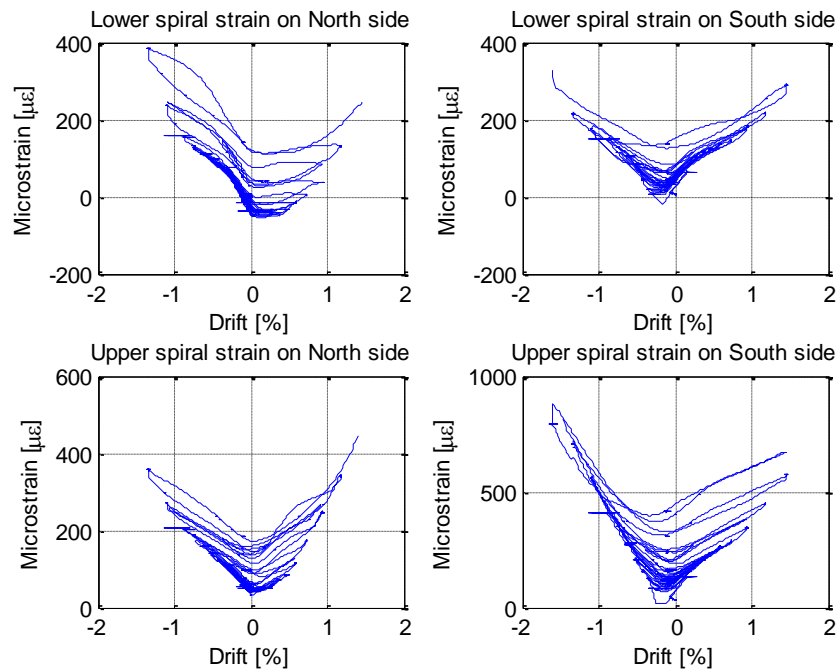 Lower spiral strain on North side
Lower spiral strain on South side
400
200
0
-200
Microstrain [με]
-2 -1 0 1 2
Drift [%]
400
200
0
-200
Microstrain [με]
-2 -1 0 1 2
Drift [%]
Upper spiral strain on North side
Upper spiral strain on South side
600
400
200
0
Microstrain [με]
-2 -1 0 1 2
Drift [%]
1000
500
0
Microstrain [με]
-2 -1 0 1 2
Drift [%]